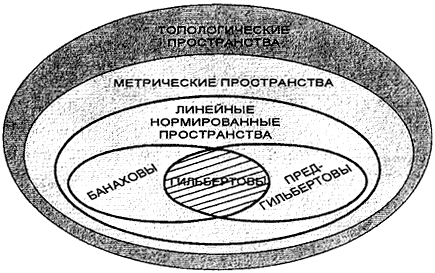 ТОПОЛОГИЧЕСКИЕ
ПРОСТРАНСТВА
МЕТРИЧЕСКИЕ ПРОСТРАНСТВА
ЛИНЕЙНЫЕ
НОРМИРОВАННЫЕ
ПРОСТРАНСТВА
БАНАХОВЫ
ГИЛЬБЕРТОВЫ
ПРЕД-
ГИЛЬБЕРТОВЫ